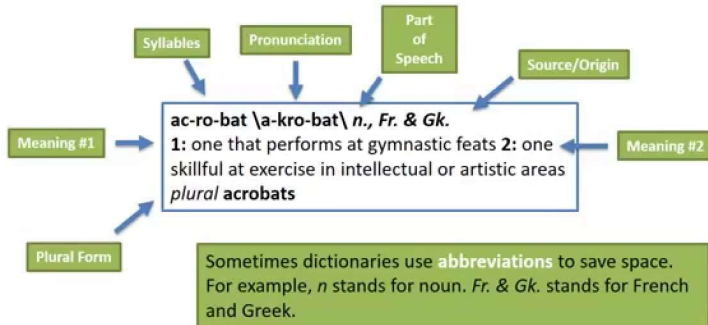 Syllables
Pronunciation
Part
of
Speech
Source/Origin
ac-ro-bat \a-kro-bat\ n., Fr. & Gk.
Meaning #1
1: one that performs at gymnastic feats 2: one
Meaning #2
skillful at exercise in intellectual or artistic areas
plural acrobats
Plural Form
Sometimes dictionaries use abbreviations to save space.
For example, n stands for noun. Fr. & Gk. stands for French
and Greek.